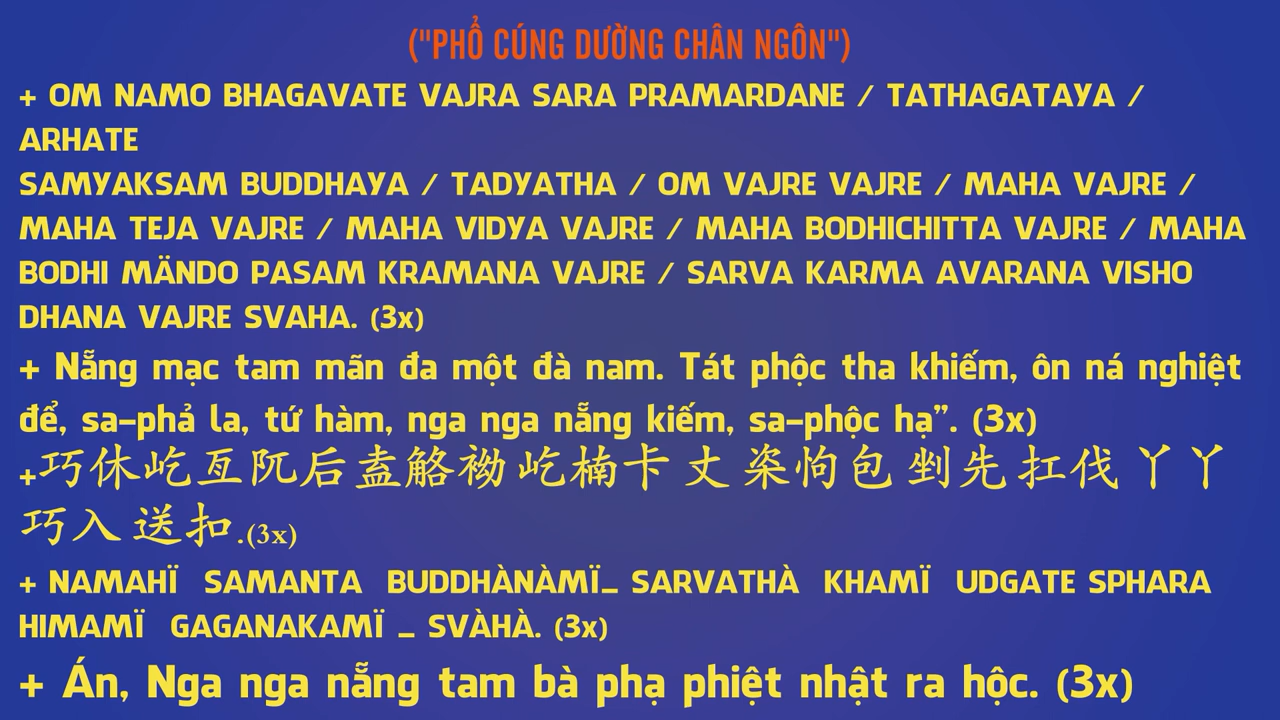 ("PHỔ CÚNG DƯỜNG CHÂN NGÔN")
+ OM NAMO BHAGAVATE VAJRA SARA PRAMARDANE / TATHAGATAYA /
ARHATE
SAMYAKSAM BUDDHAYA / TADYATHA / OM VAJRE VAJRE / MAHA VAJRE /
MAHA TEJA VAJRE / MAHA VIDYA VAJRE / MAHA BODHICHITTA VAJRE / MAHA
BODHI MÄNDO PASAM KRAMANA VAJRE / SARVA KARMA AVARANA VISHO
DHANA VAJRE SVAHA. (3x)
+ Nẵng mạc tam mãn đa một đà nam. Tát phộc tha khiếm, ôn ná nghiệt
để, sa-phả la, tứ hàm, nga nga nẵng kiếm, sa-phộc hạ”. (3x)
+巧休屹亙阢后盍觡袎屹楠卡丈染怐包剉先扛伐丫丫
巧入送扣.(3x)
+ NAMAHÏ SAMANTA BUDDHÀNÀMÏ_ SARVATHÀ KHAMÏ UDGATE SPHARA
HIMAMÏ GAGANAKAMÏ _ SVÀHÀ. (3x)
+ Án, Nga nga nẵng tam bà phạ phiệt nhật ra hộc. (3x)